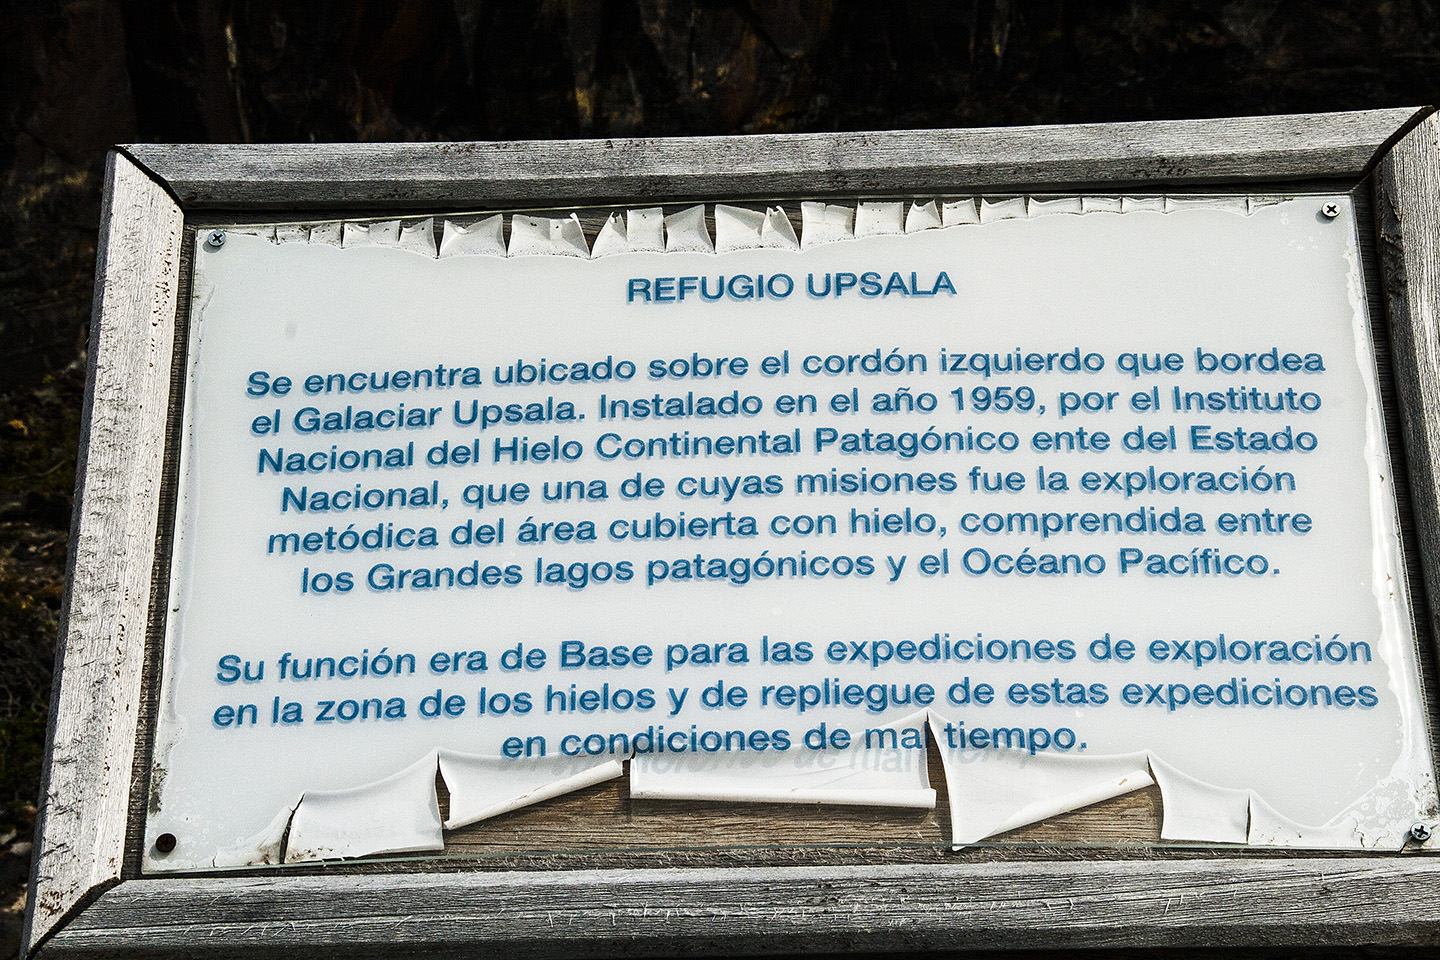 REFUGIO UPSALA
Se encuentra ubicado sobre el cordón izquierdo que bordea
el Galaciar Upsala. Instalado en el año 1959, por el Instituto
Nacional del Hielo Continental Patagónico ente del Estado
Nacional, que una de cuyas misiones fue la exploración
metódica del área cubierta con hielo, comprendida entre
los Grandes lagos patagónicos y el Océano Pacífico.
Su función era de Base para las expediciones de exploración
en la zona de los hielos y de repliegue de estas expediciones
en condiciones de mal tiempo.